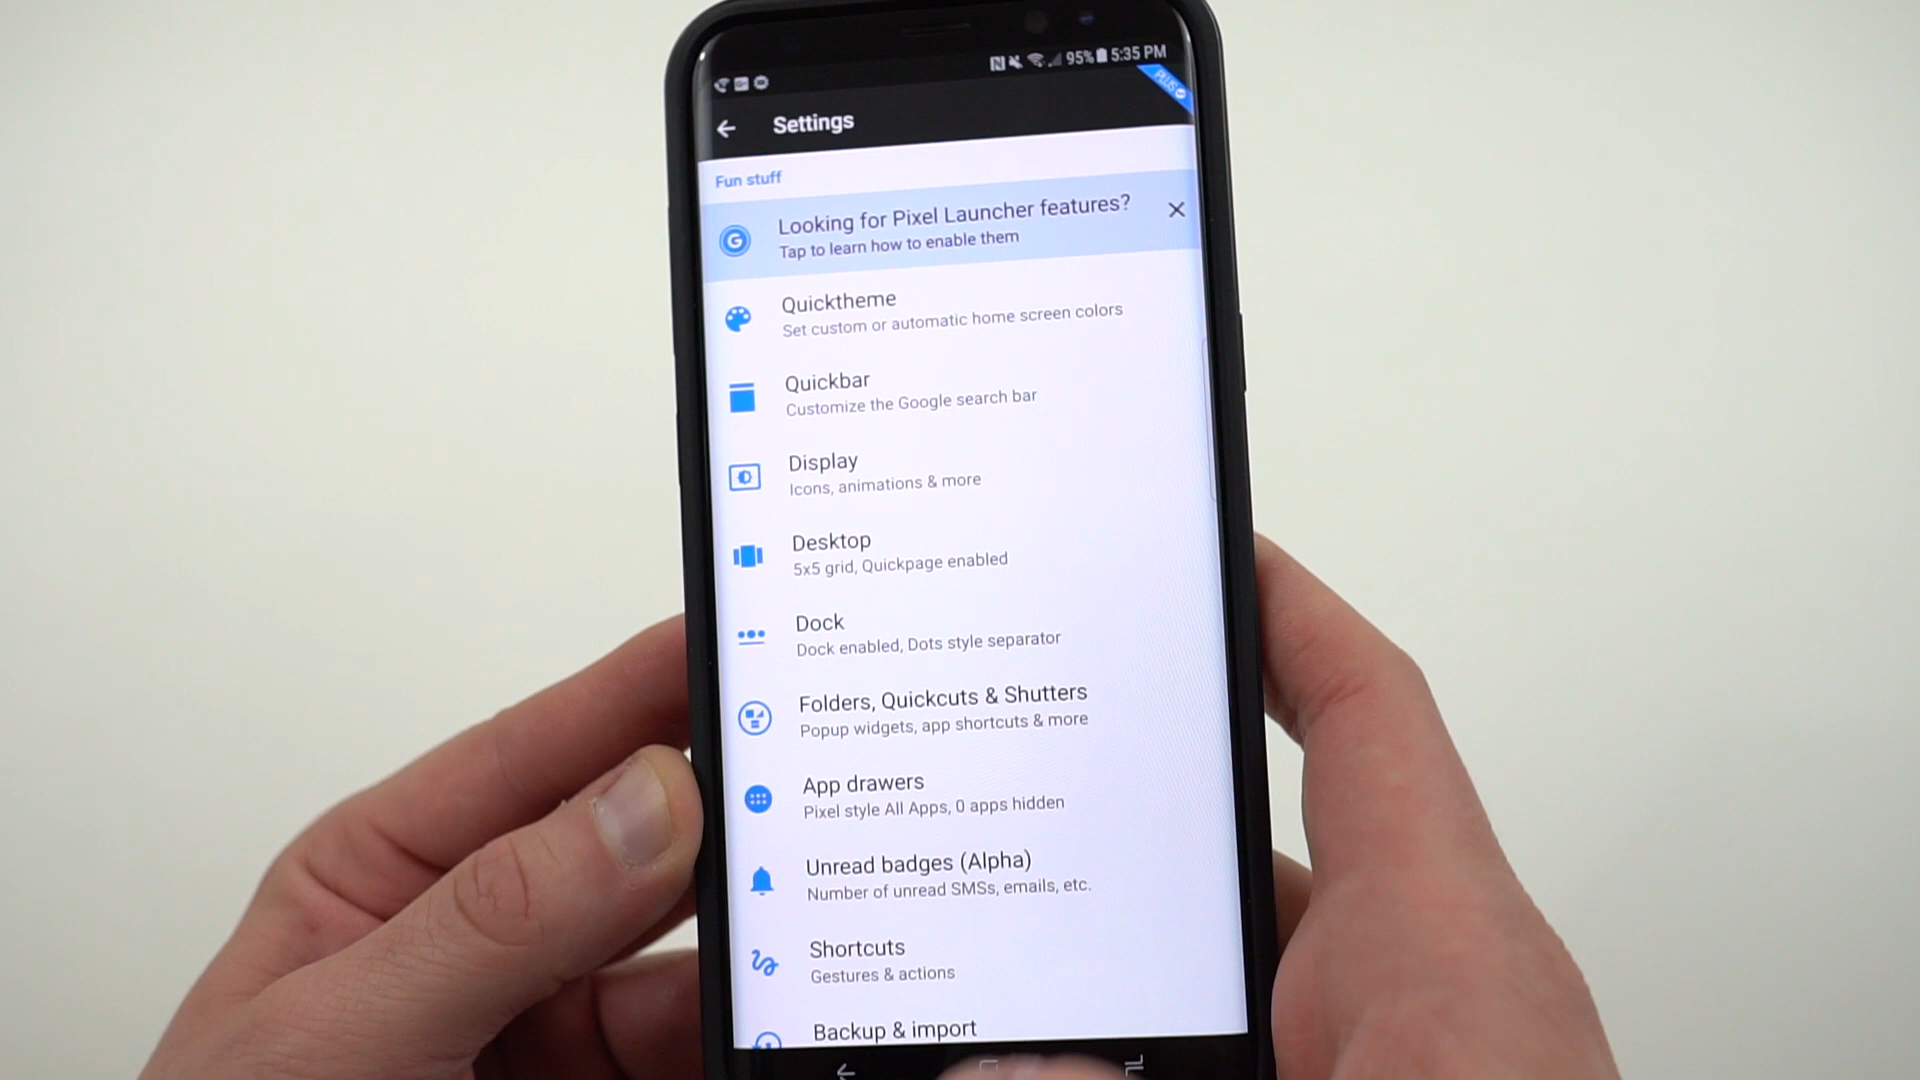 95% 5:35 PM
PLUS
Settings
Fun stuff
Looking for Pixel Launcher features?
Tap to learn how to enable them
Quicktheme
Set custom or automatic home screen colors
Quickbar
Customize the Google search bar
Display
Icons, animations & more
Desktop
5x5 grid, Quickpage enabled
Dock
Dock enabled, Dots style separator
Folders, Quickcuts & Shutters
Popup widgets, app shortcuts & more
App drawers
Pixel style All Apps, 0 apps hidden
Unread badges (Alpha)
Number of unread SMSs, emails, etc.
Shortcuts
Gestures & actions
Backup & import